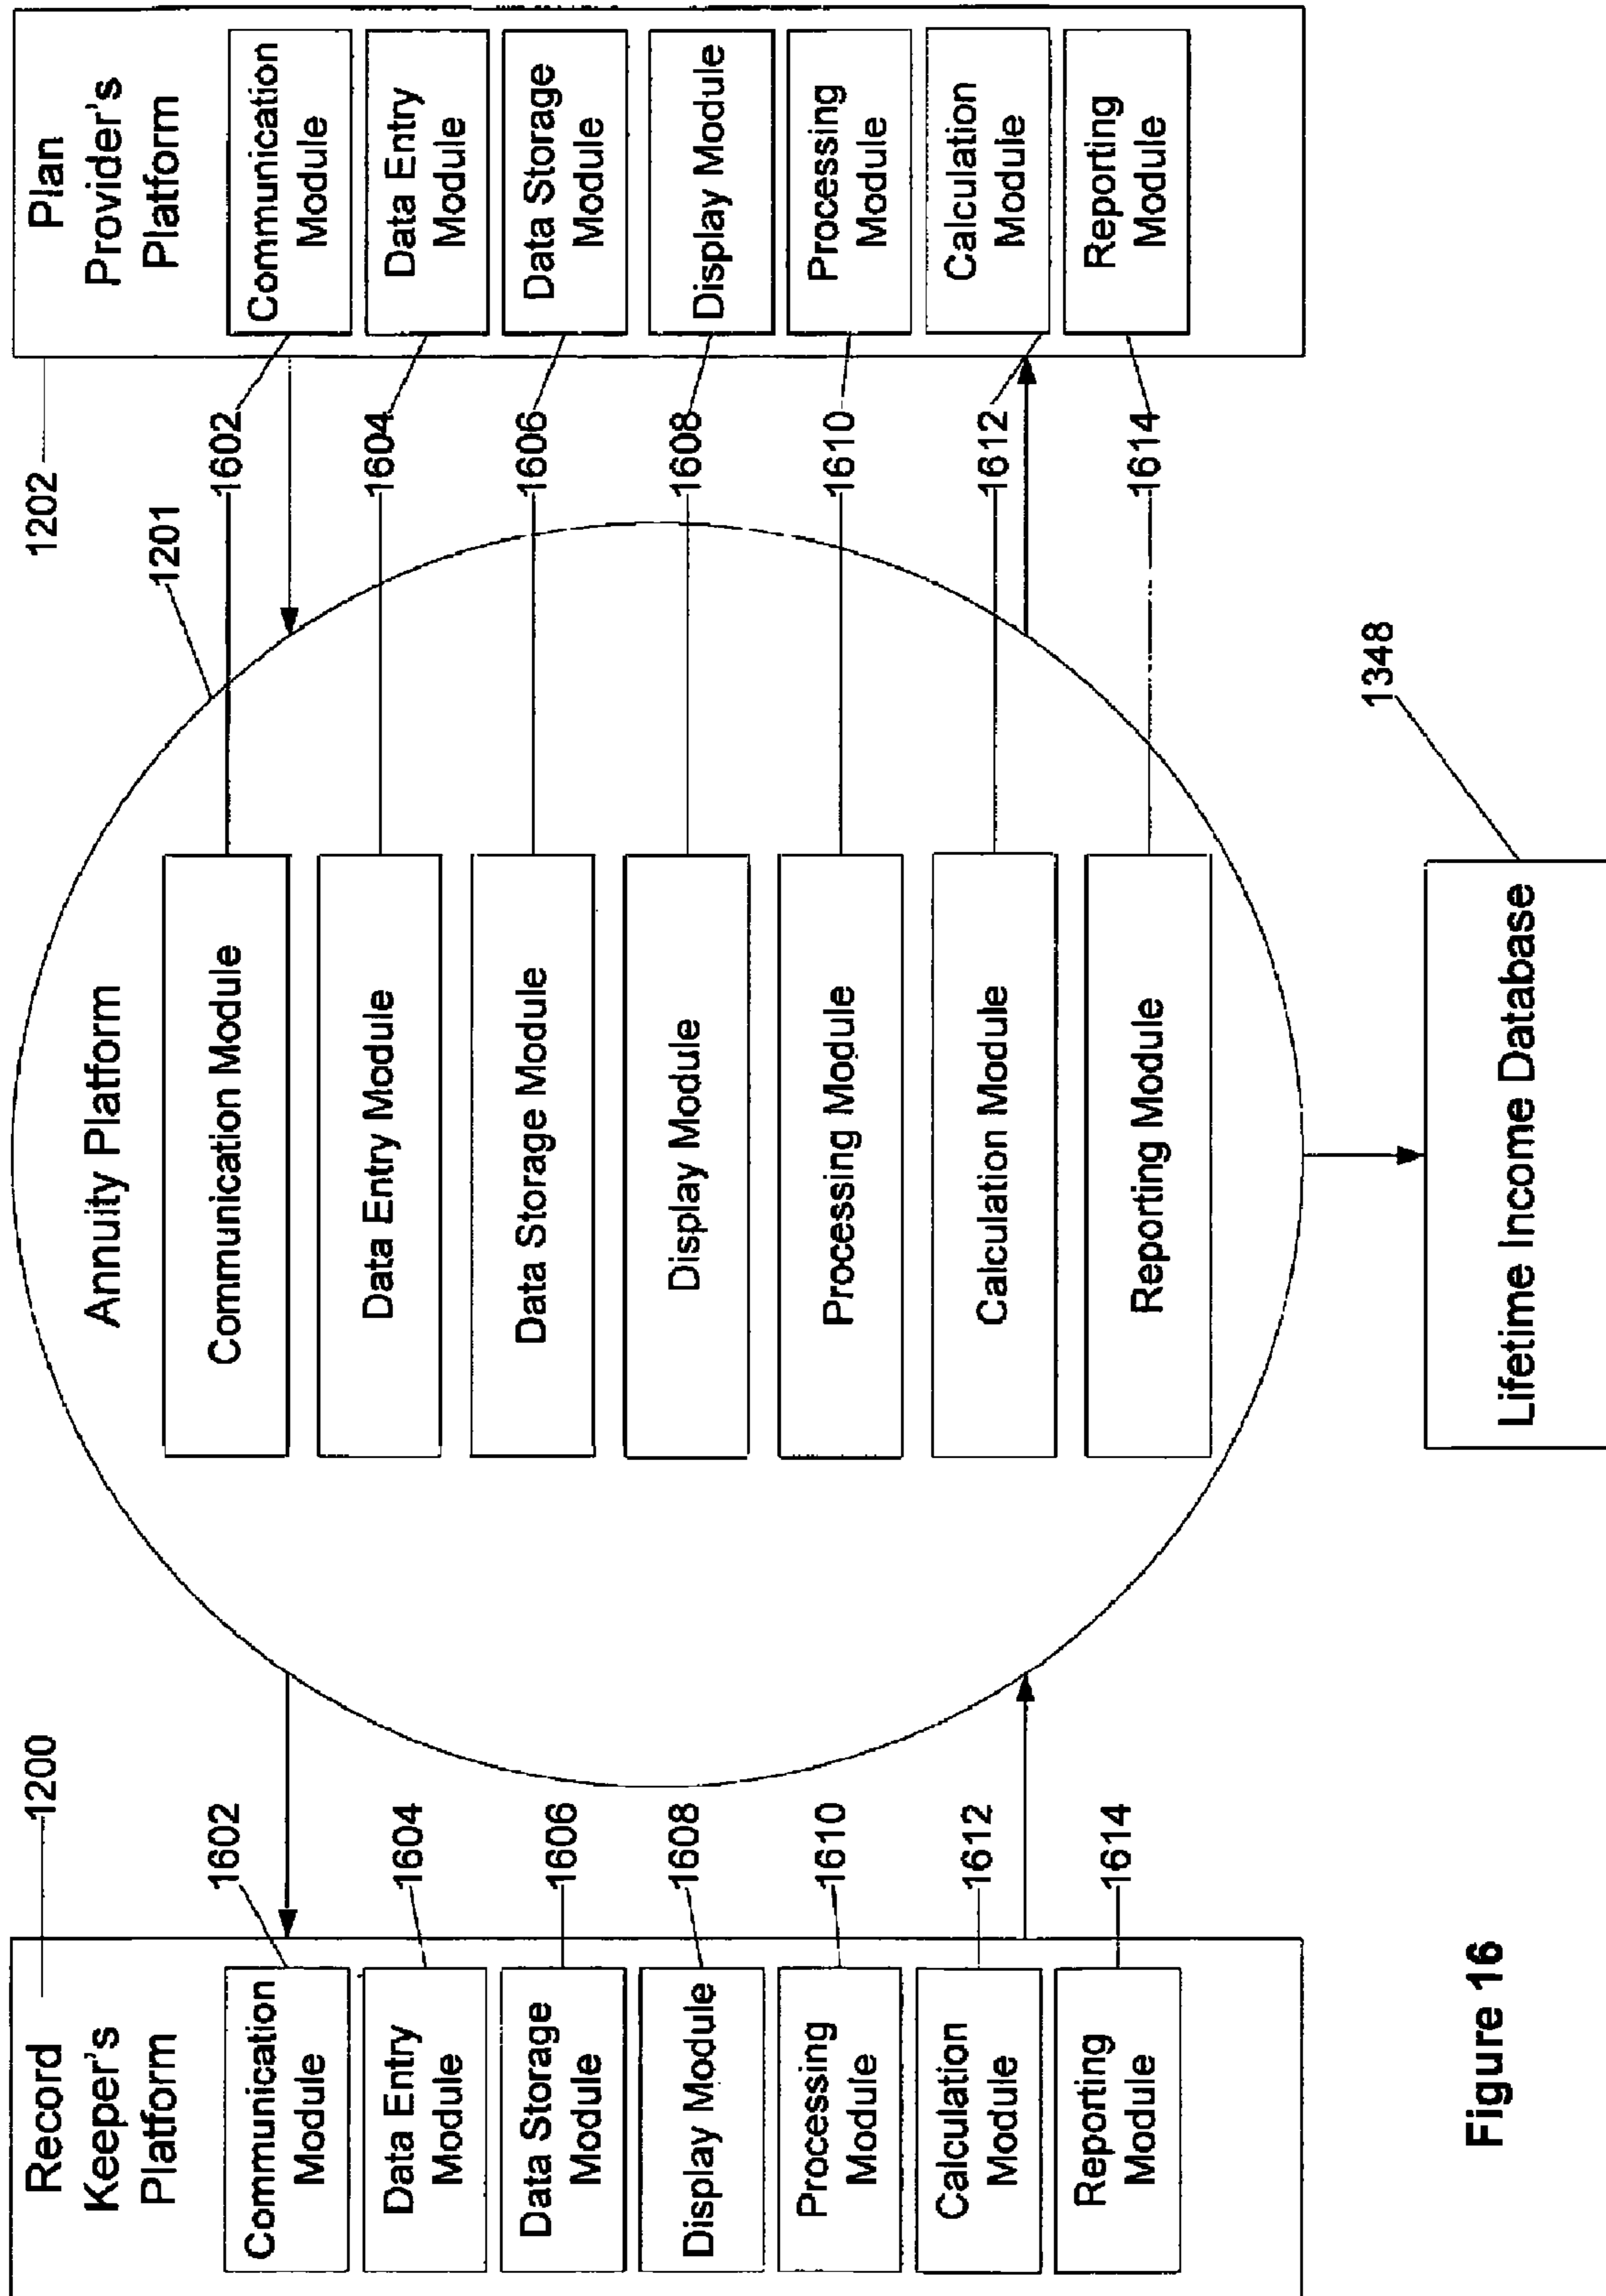 Record
Keeper's
Platform
1200
Communication
Module
1602
Data Entry
Module
1604
Data Storage
Module
1606
Display Module
1608
Processing
Module
1610
Calculation
Module
1612
Reporting
Module
1614
Annuity Platform
1201
Communication Module
Data Entry Module
Data Storage Module
Display Module
Processing Module
Calculation Module
Reporting Module
1602
1604
1606
1608
1610
1612
1614
Plan
Provider's
Platform
1202
Communication
Module
Data Entry
Module
Data Storage
Module
Display Module
Processing
Module
Calculation
Module
Reporting
Module
Lifetime Income Database
1348
Figure 16